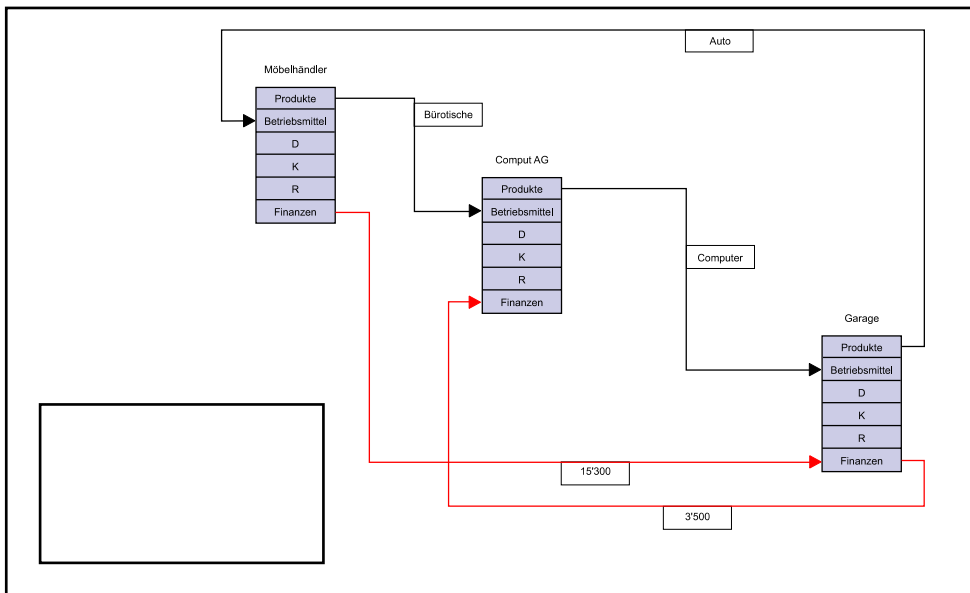 Auto
Möbelhändler
Produkte
Betriebsmittel
D
K
R
Finanzen
Bürotische
Comput AG
Produkte
Betriebsmittel
D
K
R
Finanzen
Computer
Garage
Produkte
Betriebsmittel
D
K
R
Finanzen
15'300
3'500